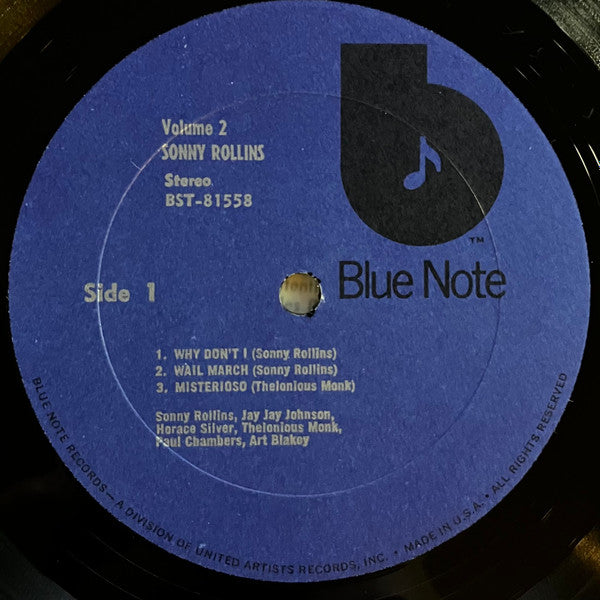 Volume 2
SONNY ROLLINS
Stereo
BST-81558
TM
Blue Note
Side 1
1. WHY DON'T I (Sonny Rollins)
2. WAIL MARCH (Sonny Rollins)
3. MISTERIOSO (Thelonious Monk)
Sonny Rollins, Jay Jay Johnson,
Horace Silver, Thelonious Monk,
Paul Chambers, Art Blakey
BLUE NOTE RECORDS — A DIVISION OF UNITED ARTISTS RECORDS, INC. • MADE IN U.S.A. • ALL RIGHTS RESERVED